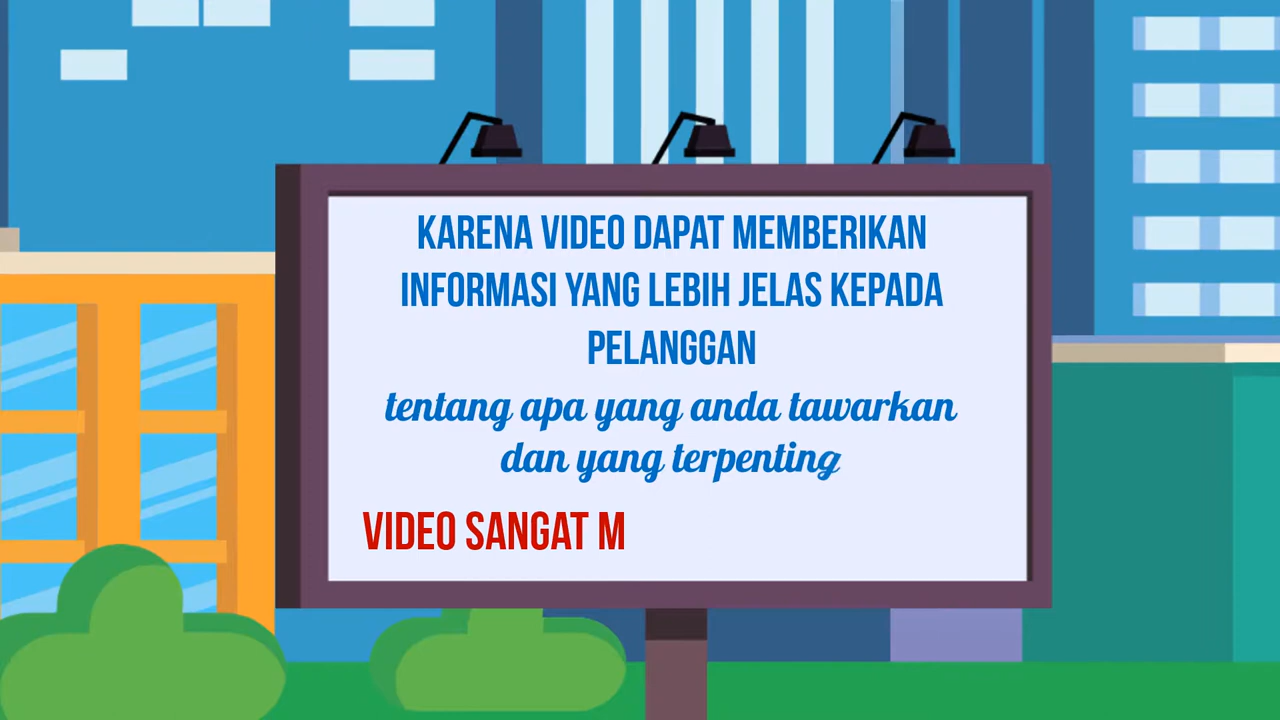 KARENA VIDEO DAPAT MEMBERIKAN
INFORMASI YANG LEBIH JELAS KEPADA
PELANGGAN
tentang apa yang anda tawarkan
dan yang terpenting
VIDEO SANGAT M